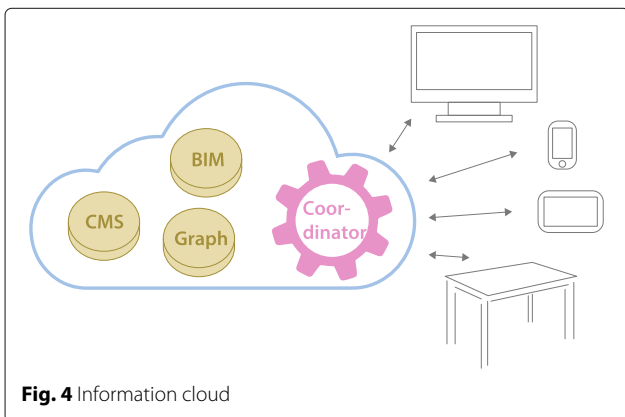 BIM
CMS
Graph
Coor-
dinator
Fig. 4 Information cloud